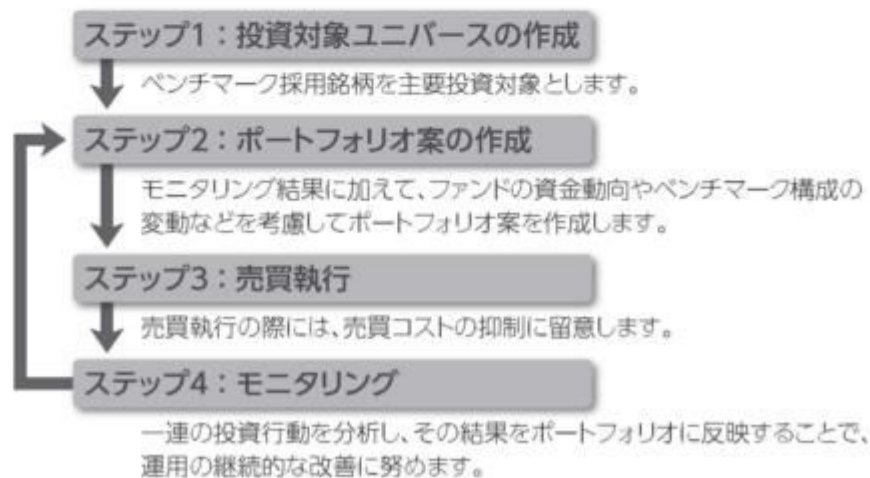 ステップ1：投資対象ユニバースの作成
ベンチマーク採用銘柄を主要投資対象とします。
ステップ2：ポートフォリオ案の作成
モニタリング結果に加えて、ファンドの資金動向やベンチマーク構成の
変動などを考慮してポートフォリオ案を作成します。
ステップ3：売買執行
売買執行の際には、売買コストの抑制に留意します。
ステップ4：モニタリング
一連の投資行動を分析し、その結果をポートフォリオに反映することで、
運用の継続的な改善に努めます。